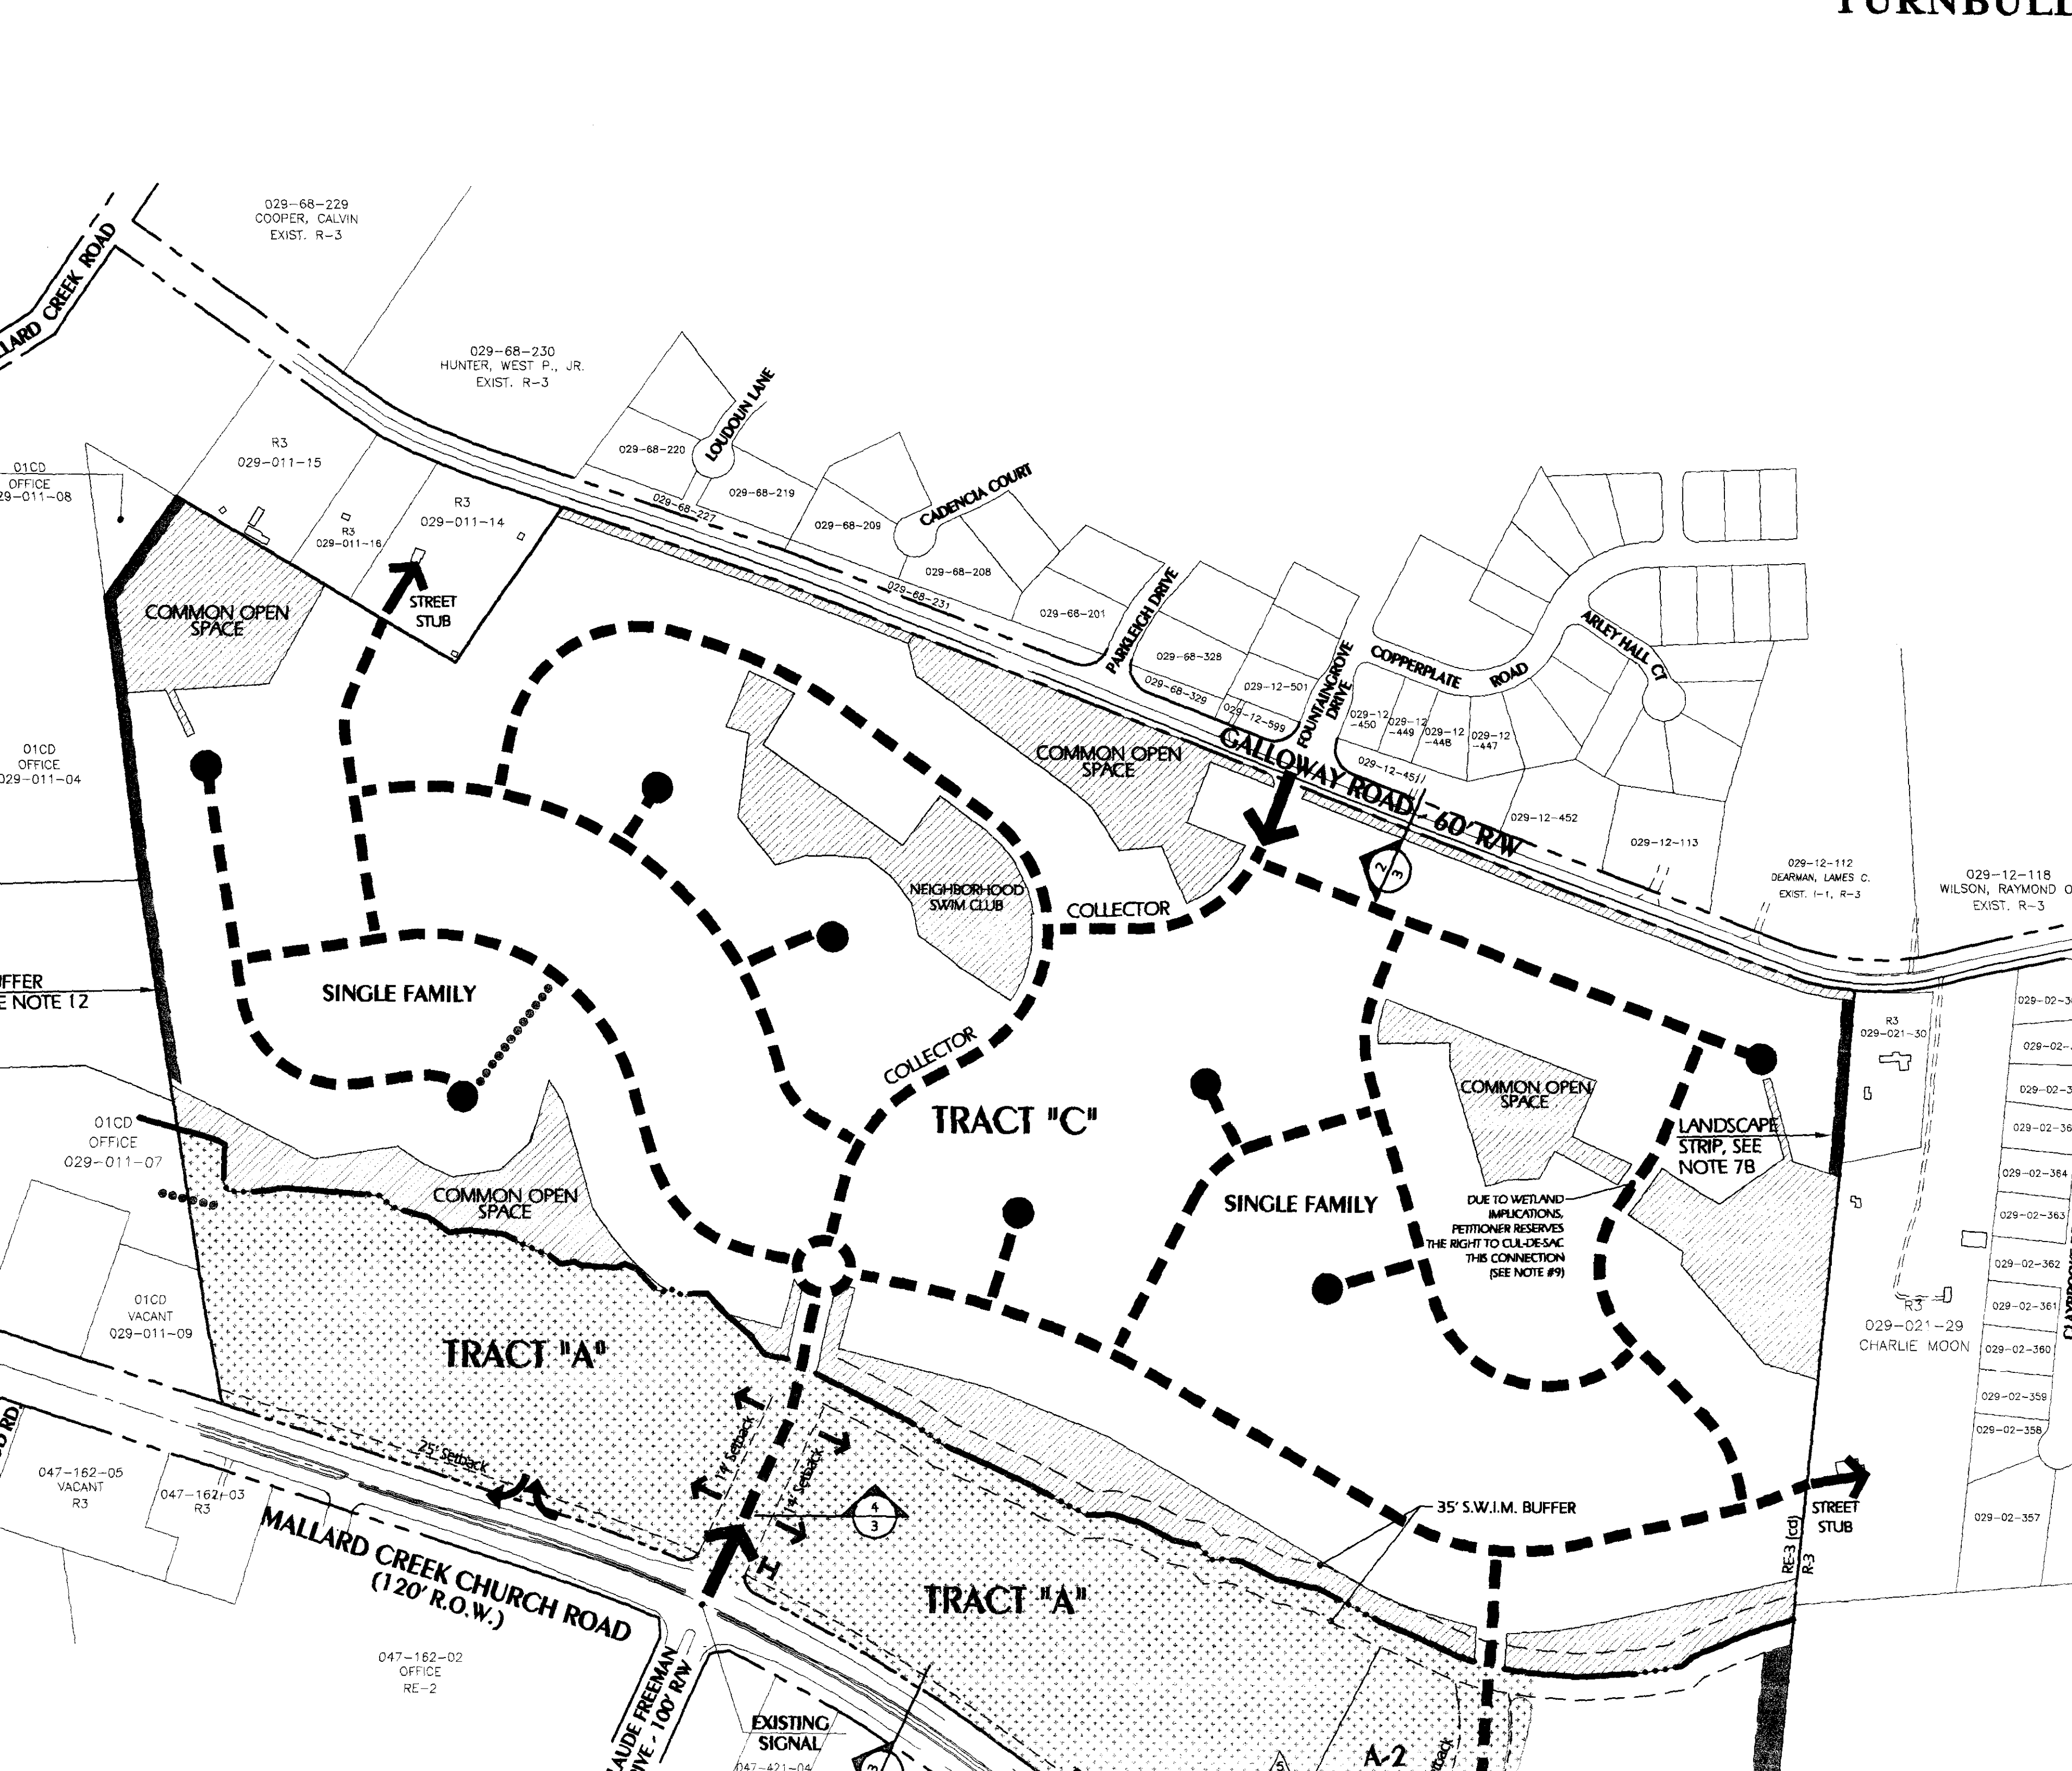 029-68-229
COOPER, CALVIN
EXIST. R-3
029-68-230
HUNTER, WEST P., JR.
EXIST. R-3
LOUDOUN LANE
029-68-220
029-68-219
029-68-227
029-68-209
CADENCIA COURT
029-68-208
029-68-231
029-68-201
PARKLEIGH DRIVE
029-68-328
029-68-329
029-12-501
029-12-599
FOUNTAINGROVE
DRIVE
COPPERPLATE ROAD
ARLEY HALL CT
029-12
-450
029-12
-449
029-12
-448
029-12
-447
029-12-451
029-12-452
029-12-113
029-12-112
DEARMAN, LAMES C.
EXIST. I-1, R-3
029-12-118
EXIST. R-3
GALLOWAY ROAD - 60' R/W
01CD
OFFICE
R3
029-011-15
R3
029-011-16
R3
029-011-14
STREET
STUB
COMMON OPEN
SPACE
01CD
OFFICE
029-011-04
COMMON OPEN
SPACE
2
3
NEIGHBORHOOD
SWIM CLUB
COLLECTOR
SINGLE FAMILY
COLLECTOR
E NOTE 12
TRACT "C"
COMMON OPEN
SPACE
R3
029-021-30
LANDSCAPE
STRIP, SEE
NOTE 7B
01CD
OFFICE
029-011-07
COMMON OPEN
SPACE
SINGLE FAMILY
DUE TO WETLAND
IMPLICATIONS,
PETITIONER RESERVES
THE RIGHT TO CUL-DE-SAC
THIS CONNECTION
(SEE NOTE #9)
01CD
VACANT
029-011-09
TRACT "A"
029-02-364
029-02-363
029-02-362
029-02-361
029-02-360
029-02-359
029-02-358
029-02-357
R3
029-021-29
CHARLIE MOON
25' Setback
14' Setback
14' Setback
4
3
35' S.W.I.M. BUFFER
STREET
STUB
RE-3 (cd)
R-3
047-162-05
VACANT
R3
047-162-03
R3
MALLARD CREEK CHURCH ROAD
(120' R.O.W.)
TRACT "A"
047-162-02
OFFICE
RE-2
EXISTING
SIGNAL
047-421-04
A-2